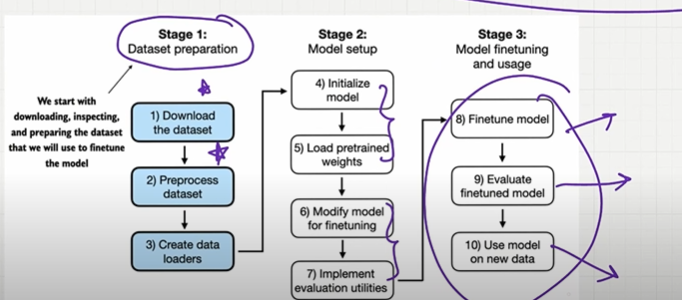 Stage 1:
Dataset preparation
We start with
downloading, inspecting,
and preparing the dataset
that we will use to finetune
the model
1) Download
the dataset
2) Preprocess
dataset
3) Create data
loaders
Stage 2:
Model setup
4) Initialize
model
5) Load pretrained
weights
6) Modify model
for finetuning
7) Implement
evaluation utilities
Stage 3:
Model finetuning
and usage
8) Finetune model
9) Evaluate
finetuned model
10) Use model
on new data